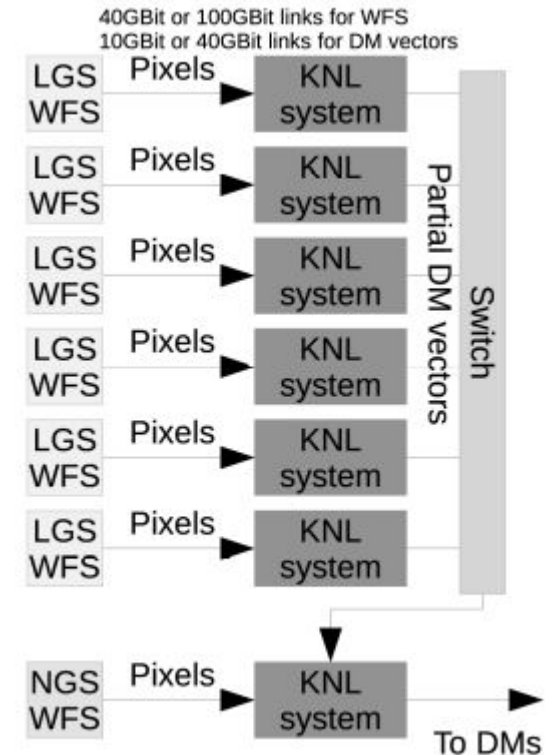 40GBit or 100GBit links for WFS
10GBit or 40GBit links for DM vectors
LGS
WFS
Pixels
KNL
system
LGS
WFS
Pixels
KNL
system
LGS
WFS
Pixels
KNL
system
LGS
WFS
Pixels
KNL
system
LGS
WFS
Pixels
KNL
system
LGS
WFS
Pixels
KNL
system
Partial DM vectors
Switch
NGS
WFS
Pixels
KNL
system
To DMs